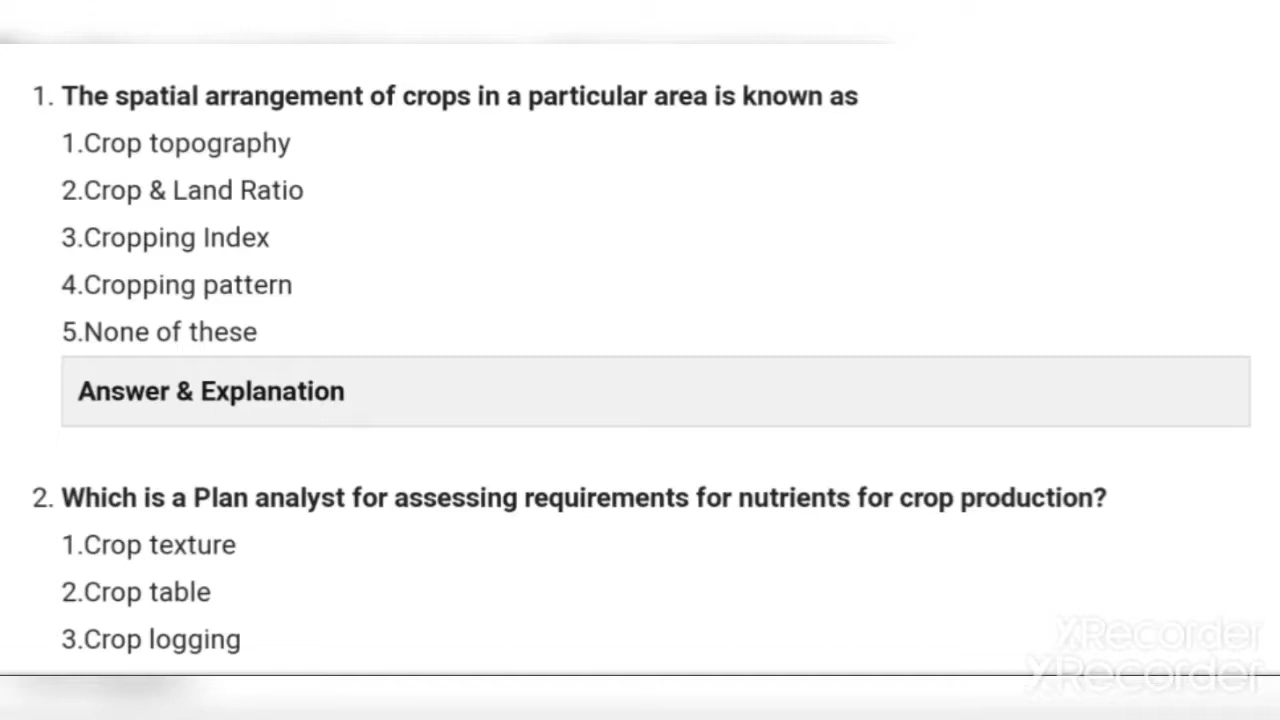 1. The spatial arrangement of crops in a particular area is known as
1.Crop topography
2.Crop & Land Ratio
3.Cropping Index
4.Cropping pattern
5.None of these
Answer & Explanation
2. Which is a Plan analyst for assessing requirements for nutrients for crop production?
1.Crop texture
2.Crop table
3.Crop logging
XRecorder
XRecorder